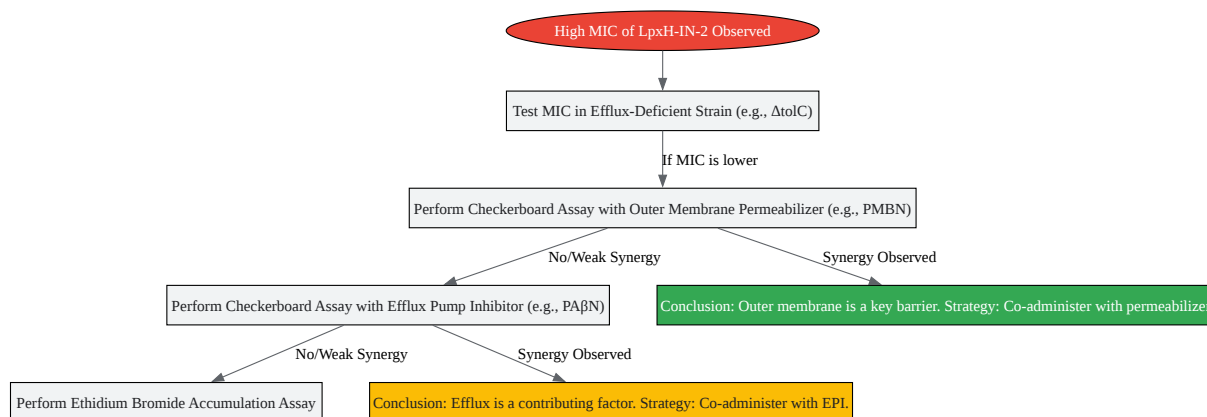 High MIC of LpxH-IN-2 Observed
Test MIC in Efflux-Deficient Strain (e.g., ΔtolC)
If MIC is lower
Perform Checkerboard Assay with Outer Membrane Permeabilizer (e.g., PMBN)
No/Weak Synergy
Synergy Observed
Perform Checkerboard Assay with Efflux Pump Inhibitor (e.g., PAβN)
Conclusion: Outer membrane is a key barrier. Strategy: Co-administer with permeabilizer
No/Weak Synergy
Synergy Observed
Perform Ethidium Bromide Accumulation Assay
Conclusion: Efflux is a contributing factor. Strategy: Co-administer with EPI.